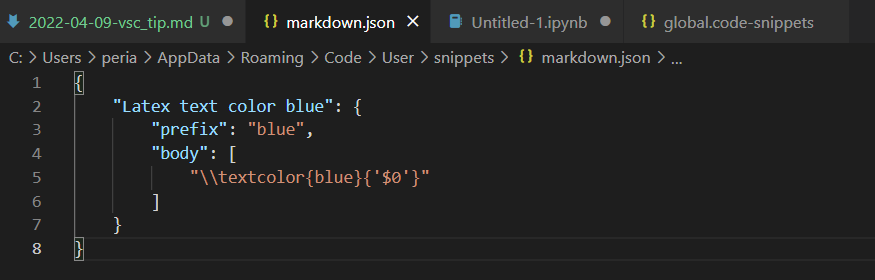 2022-04-09-vsc_tip.md U ● {} markdown.json × Untitled-1.ipynb ● {} global.code-snippets
C: > Users > peria > AppData > Roaming > Code > User > snippets > {} markdown.json > ...
1 {
2 "Latex text color blue": {
3 "prefix": "blue",
4 "body": [
5 "\\textcolor{blue}{'$0'}"
6 ]
7 }
8 }